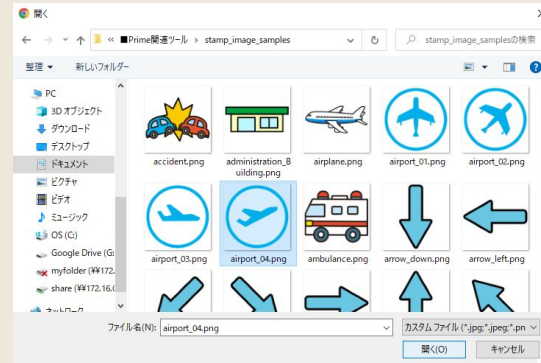 開く
■Prime関連ツール › stamp_image_samples
stamp_image_samplesの検索
整理
新しいフォルダー
PC
3D オブジェクト
ダウンロード
デスクトップ
ドキュメント
ピクチャ
ビデオ
ミュージック
OS (C:)
Google Drive (G:
myfolder (¥¥172.
share (¥¥172.16.(
accident.png
administration_B
uilding.png
airplane.png
airport_01.png
airport_02.png
airport_03.png
airport_04.png
ambulance.png
arrow_down.png
arrow_left.png
ファイル名(N):
airport_04.png
カスタム ファイル (*.jpg;*.jpeg;*.pn
開く(O)
キャンセル